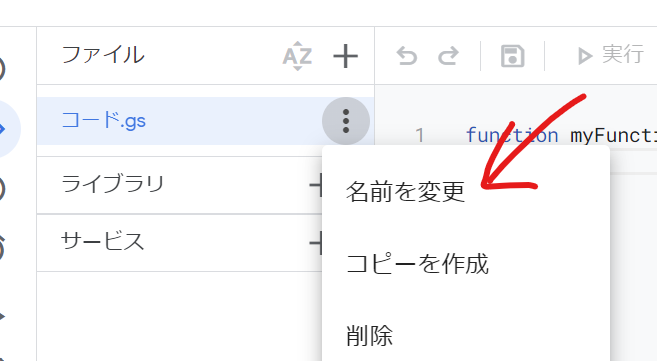 ファイル
AZ
実行
コード.gs
1 function myFuncti
ライブラリ
名前を変更
サービス
コピーを作成
削除